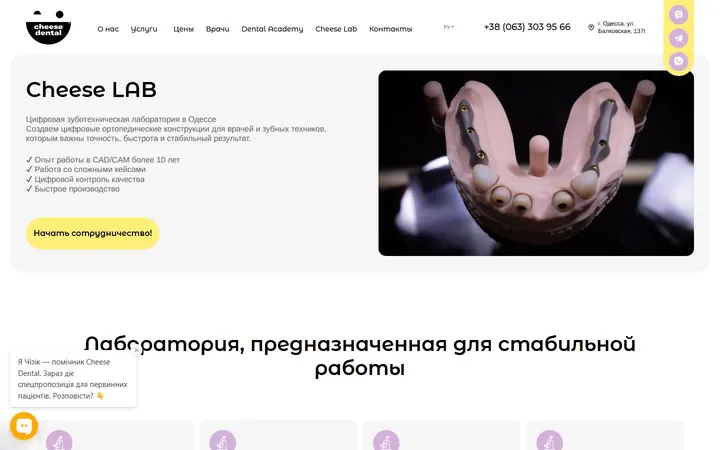 cheese
dental
О нас
Услуги
Цены
Врачи
Dental Academy
Cheese Lab
Контакты
РУ
+38 (063) 303 95 66
г. Одесса, ул.
Балковская, 137г
Cheese LAB
Цифровая зуботехническая лаборатория в Одессе
Создаем цифровые ортопедические конструкции для врачей и зубных техников,
которым важны точность, быстрота и стабильный результат.
✓ Опыт работы в CAD/CAM более 10 лет
✓ Работа со сложными кейсами
✓ Цифровой контроль качества
✓ Быстрое производство
Начать сотрудничество!
Лаборатория, предназначенная для стабильной
работы
Я Чізік — помічник Cheese
Dental. Зараз діє
спецпропозиція для первинних
пацієнтів. Розповісти? 👇